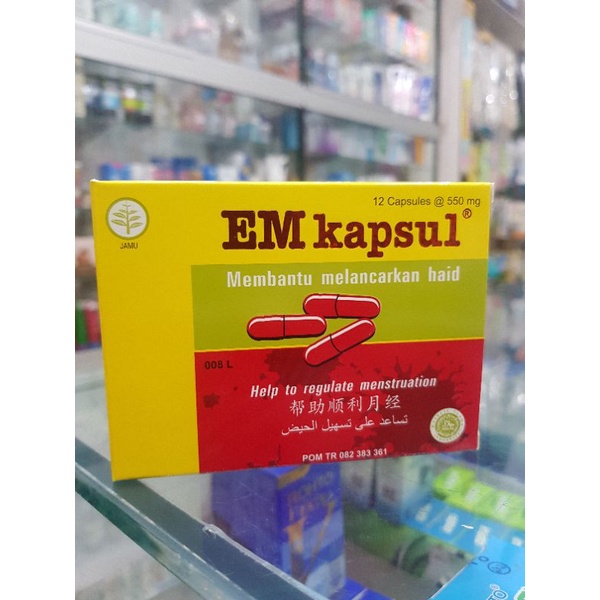 12 Capsules @ 550 mg
JAMU
EM kapsul®
Membantu melancarkan haid
008 L
Help to regulate menstruation
帮助顺利月经
تساعد على تسهيل الحيض
POM TR 082 383 361